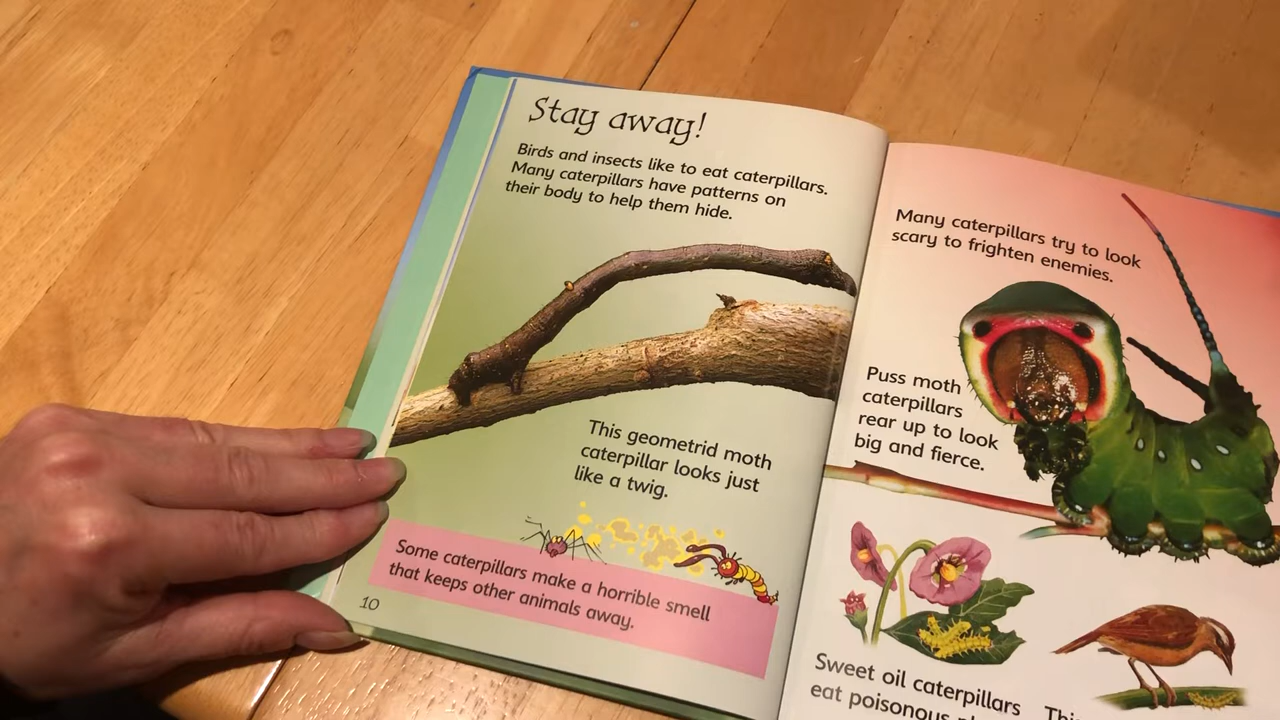 Stay away!
Birds and insects like to eat caterpillars.
Many caterpillars have patterns on
their body to help them hide.
This geometrid moth
caterpillar looks just
like a twig.
Some caterpillars make a horrible smell
that keeps other animals away.
10
Many caterpillars try to look
scary to frighten enemies.
Puss moth
caterpillars
rear up to look
big and fierce.
Sweet oil caterpillars
eat poisonous